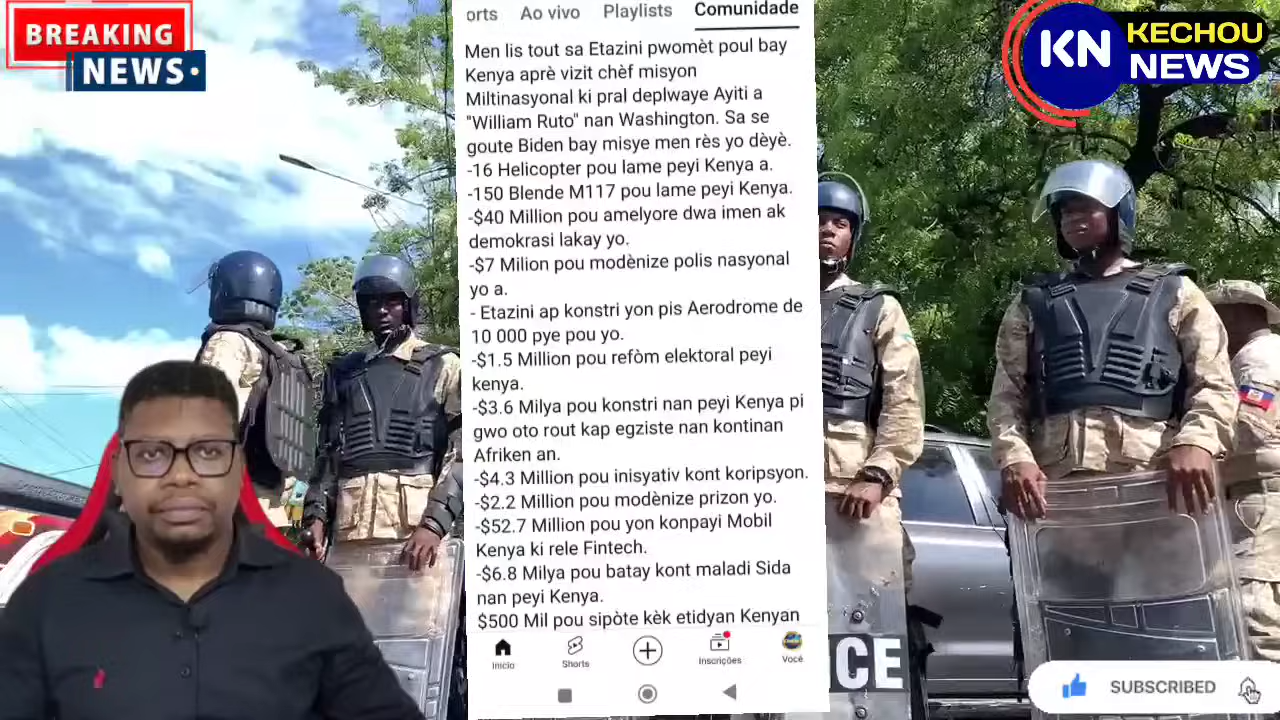 BREAKING
NEWS
orts Ao vivo Playlists Comunidade
Men lis tout sa Etazini pwomèt poul bay
Kenya aprè vizit chèf misyon
Miltinasyonal ki pral deplwaye Ayiti a
"William Ruto" nan Washington. Sa se
goute Biden bay misye men rès yo dèyè.
-16 Helicopter pou lame peyi Kenya a.
-150 Blende M117 pou lame peyi Kenya.
-$40 Million pou amelyore dwa imen ak
demokrasi lakay yo.
-$7 Milion pou modènize polis nasyonal
yo a.
- Etazini ap konstri yon pis Aerodrome de
10 000 pye pou yo.
-$1.5 Million pou refòm elektoral peyi
kenya.
-$3.6 Milya pou konstri nan peyi Kenya pi
gwo oto rout kap egziste nan kontinan
Afriken an.
-$4.3 Million pou inisyativ kont koripsyon.
-$2.2 Million pou modènize prizon yo.
-$52.7 Million pou yon konpayi Mobil
Kenya ki rele Fintech.
-$6.8 Milya pou batay kont maladi Sida
nan peyi Kenya.
$500 Mil pou sipòte kèk etidyan Kenyan
Início Shorts Inscrições Você
KN KECHOU
NEWS
ICE
SUBSCRIBED